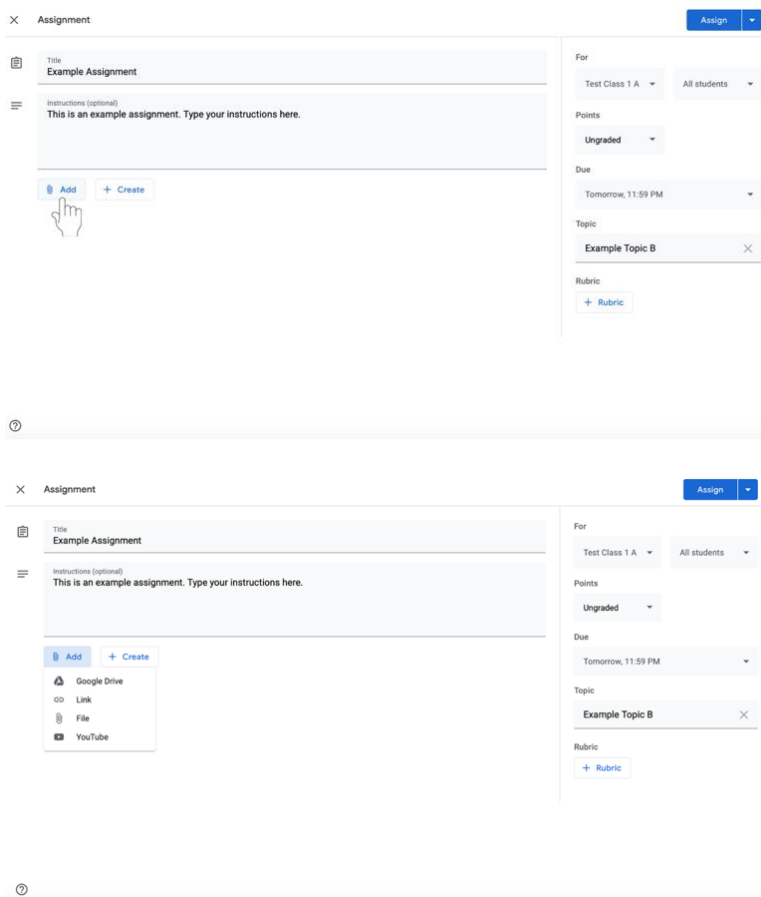 Assignment
Assign
Title
Example Assignment
Instructions (optional)
This is an example assignment. Type your instructions here.
Add
+ Create
For
Test Class 1 A
All students
Points
Ungraded
Due
Tomorrow, 11:59 PM
Topic
Example Topic B
Rubric
+ Rubric
Assignment
Assign
Title
Example Assignment
Instructions (optional)
This is an example assignment. Type your instructions here.
Add
+ Create
Google Drive
Link
File
YouTube
For
Test Class 1 A
All students
Points
Ungraded
Due
Tomorrow, 11:59 PM
Topic
Example Topic B
Rubric
+ Rubric